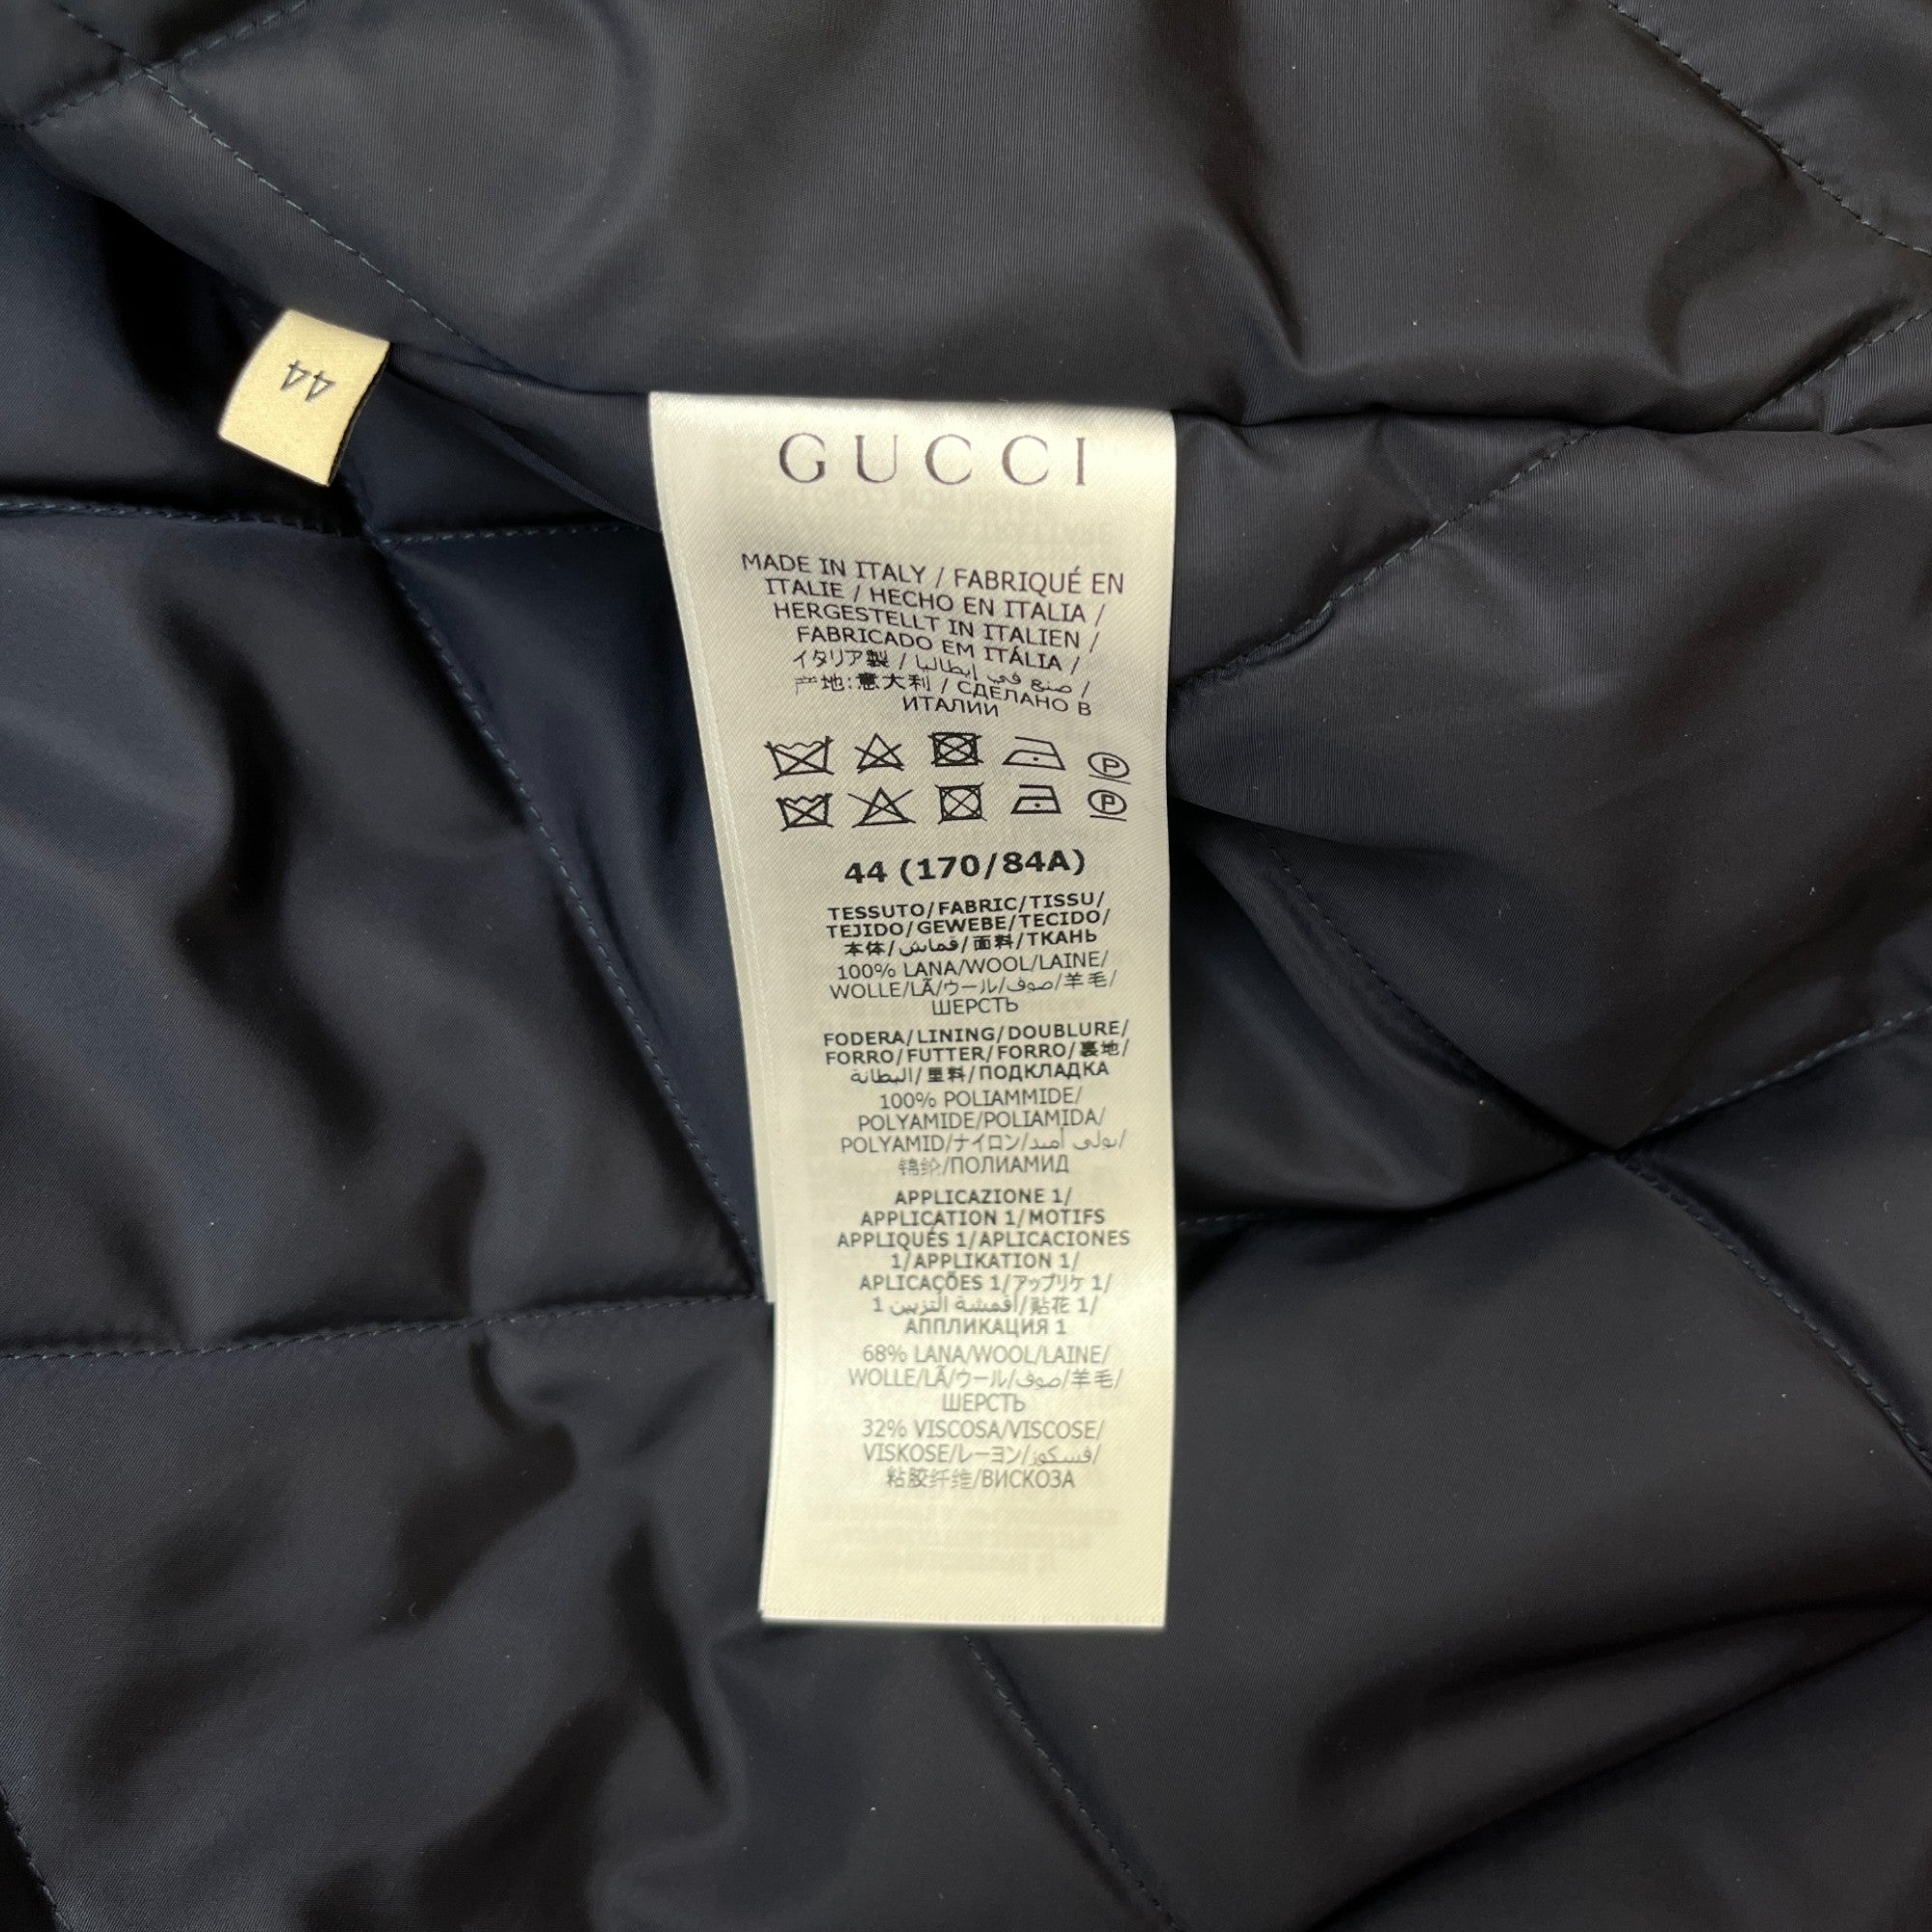 44
GUCCI
MADE IN ITALY / FABRIQUÉ EN
ITALIE / HECHO EN ITALIA /
HERGESTELLT IN ITALIEN /
FABRICADO EM ITÁLIA /
イタリア製 / صنع في إيطاليا /
产地:意大利 / СДЕЛАНО В
ИТАЛИИ
P
P
44 (170/84A)
TESSUTO/FABRIC/TISSU/
TEJIDO/GEWEBE/TECIDO/
本体/قماش/面料/ТКАНЬ
100% LANA/WOOL/LAINE/
WOLLE/LÃ/ウール/صوف/羊毛/
ШЕРСТЬ
FODERA/LINING/DOUBLURE/
FORRO/FUTTER/FORRO/裏地/
البطانة/里料/ПОДКЛАДКА
100% POLIAMMIDE/
POLYAMIDE/POLIAMIDA/
POLYAMID/ナイロン/بولي أميد/
锦纶/ПОЛИАМИД
APPLICAZIONE 1/
APPLICATION 1/MOTIFS
APPLIQUÉS 1/APLICACIONES
1/APPLIKATION 1/
APLICAÇÕES 1/アップリケ 1/
أقمشة التزيين 1/贴花 1/
АППЛИКАЦИЯ 1
68% LANA/WOOL/LAINE/
WOLLE/LÃ/ウール/صوف/羊毛/
ШЕРСТЬ
32% VISCOSA/VISCOSE/
VISKOSE/レーヨン/فسكوز/
粘胶纤维/ВИСКОЗА